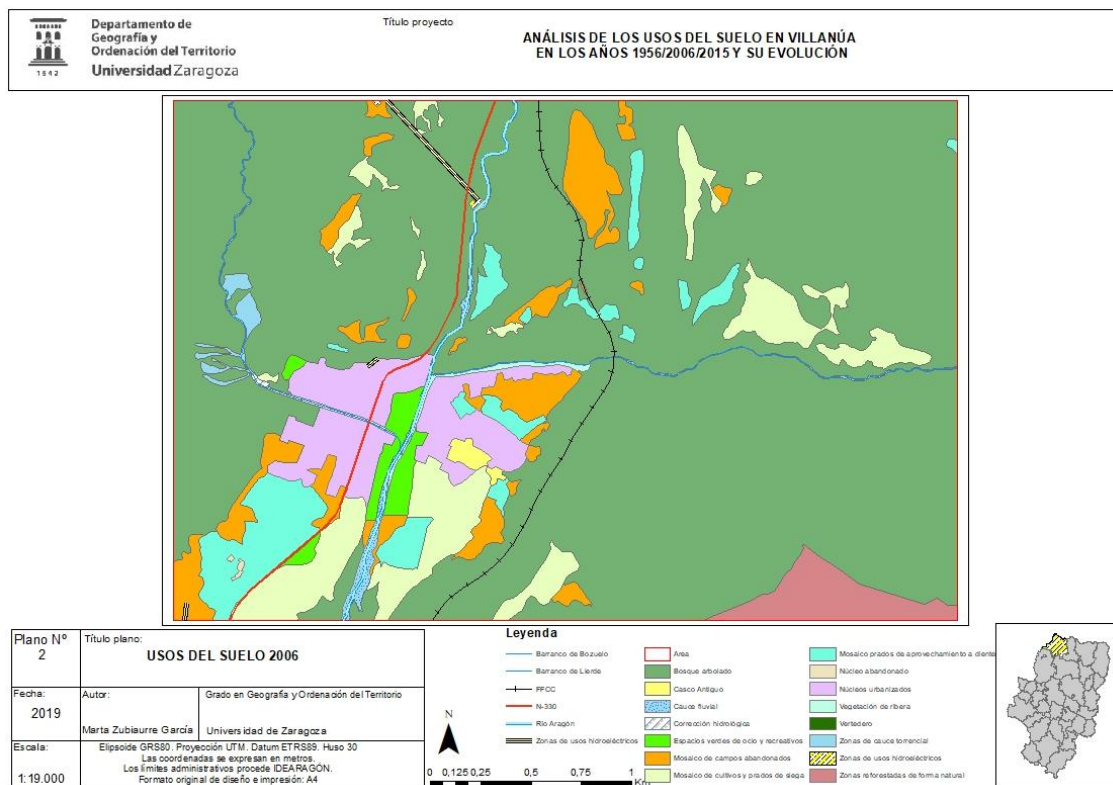 Departamento de
Geografía y
Ordenación del Territorio
Universidad Zaragoza
1542
Título proyecto
ANÁLISIS DE LOS USOS DEL SUELO EN VILLANÚA
EN LOS AÑOS 1956/2006/2015 Y SU EVOLUCIÓN
Plano Nº
2
Título plano:
USOS DEL SUELO 2006
Fecha:
2019
Autor:
Marta Zubiaurre García
Grado en Geografía y Ordenación del Territorio
Universidad de Zaragoza
Escala:
1:19.000
Elipsoide GRS80. Proyección UTM. Datum ETRS89. Huso 30
Las coordenadas se expresan en metros.
Los límites administrativos procede IDEARAGÓN.
Formato original de diseño e impresión: A4
N
0 0,125 0,25 0,5 0,75 1
Km
Leyenda
Barranco de Bozuelo
Barranco de Lierde
FFCC
N-330
Río Aragón
Zonas de usos hidroeléctricos
Area
Bosque arbolado
Casco Antiguo
Cauce fluvial
Corrección hidrológica
Espacios verdes de ocio y recreativos
Mosaico de campos abandonados
Mosaico de cultivos y prados de siega
Mosaico prados de aprovechamiento a diente
Núcleo abandonado
Núcleos urbanizados
Vegetación de ribera
Vertedero
Zonas de cauce torrencial
Zonas de usos hidroeléctricos
Zonas reforestadas de forma natural